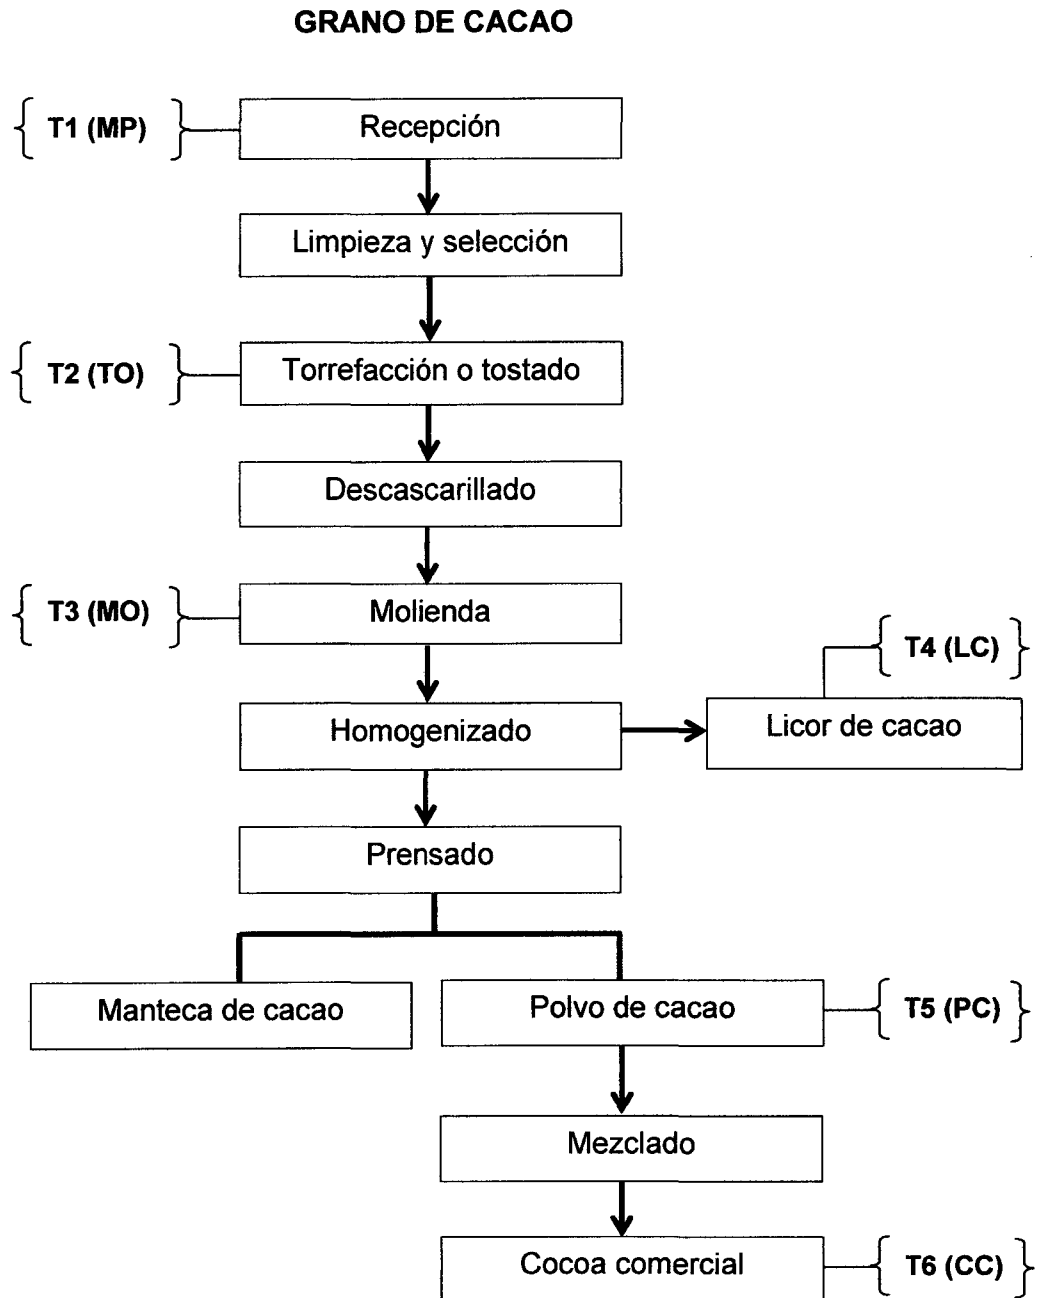 GRANO DE CACAO
T1 (MP)
Recepción
Limpieza y selección
T2 (TO)
Torrefacción o tostado
Descascarillado
T3 (MO)
Molienda
T4 (LC)
Homogenizado
Licor de cacao
Prensado
Manteca de cacao
Polvo de cacao
T5 (PC)
Mezclado
Cocoa comercial
T6 (CC)